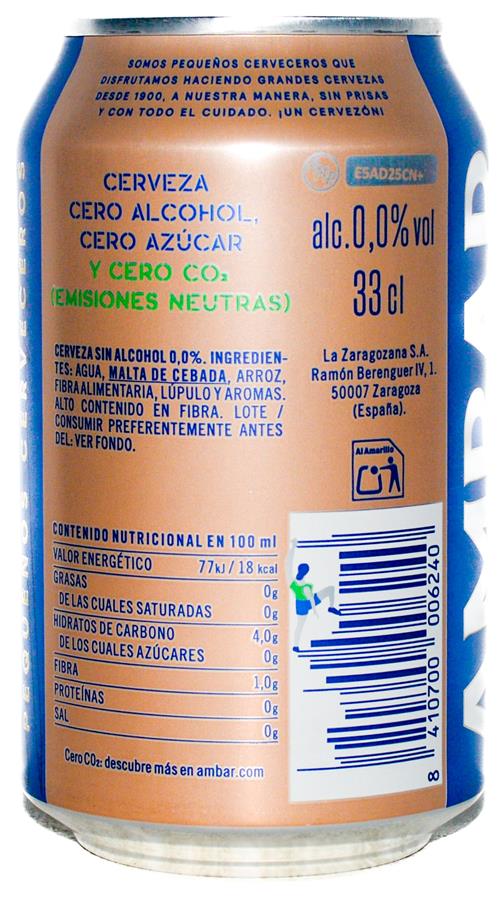 SOMOS PEQUEÑOS CERVECEROS QUE
DISFRUTAMOS HACIENDO GRANDES CERVEZAS
DESDE 1900, A NUESTRA MANERA, SIN PRISAS
Y CON TODO EL CUIDADO. ¡UN CERVEZÓN!
E5AD25CN+
CERVEZA
CERO ALCOHOL,
CERO AZÚCAR
Y CERO CO₂
(EMISIONES NEUTRAS)
alc.0,0% vol
33 cl
CERVEZA SIN ALCOHOL 0,0%. INGREDIEN-
TES: AGUA, MALTA DE CEBADA, ARROZ,
FIBRA ALIMENTARIA, LÚPULO Y AROMAS.
ALTO CONTENIDO EN FIBRA. LOTE /
CONSUMIR PREFERENTEMENTE ANTES
DEL: VER FONDO.
La Zaragozana S.A.
Ramón Berenguer IV, 1.
50007 Zaragoza
(España).
Al Amarillo
CONTENIDO NUTRICIONAL EN 100 ml
VALOR ENERGÉTICO 77kJ / 18 kcal
GRASAS 0g
DE LAS CUALES SATURADAS 0g
HIDRATOS DE CARBONO 4,0g
DE LOS CUALES AZÚCARES 0g
FIBRA 1,0g
PROTEÍNAS 0g
SAL 0g
Cero CO₂: descubre más en ambar.com
8 410700 006240
PEQUEÑOS CERVECEROS
AMBAR